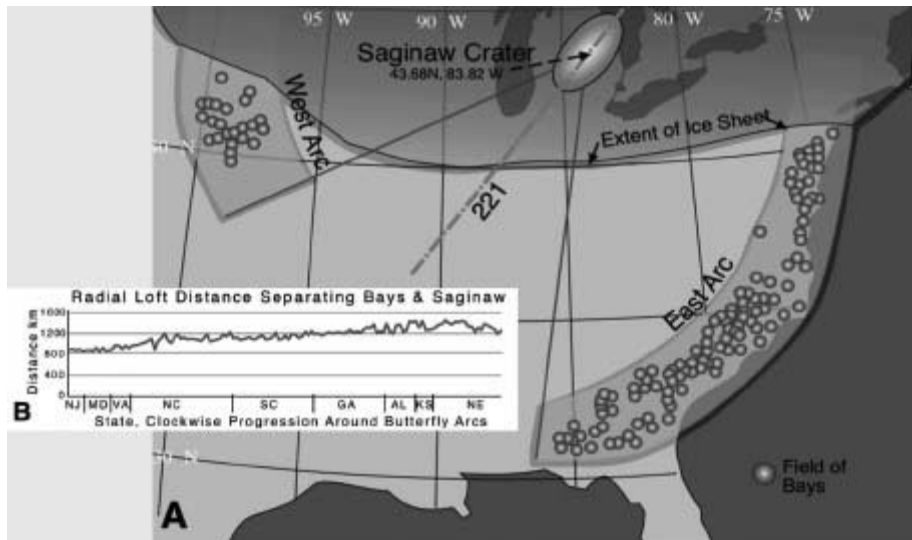 95 W
90 W
80 W
75 W
Saginaw Crater
43.68N, 83.82 W
West Arc
Extent of Ice Sheet
221
East Arc
Radial Loft Distance Separating Bays & Saginaw
Distance km
1600
1200
800
400
0
NJ MD VA NC SC GA AL KS NE
State, Clockwise Progression Around Butterfly Arcs
B
A
Field of
Bays